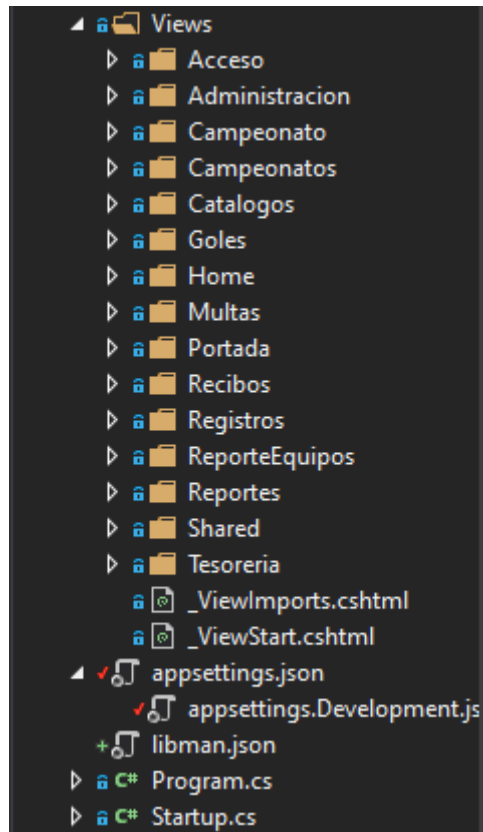 Views
Acceso
Administracion
Campeonato
Campeonatos
Catalogos
Goles
Home
Multas
Portada
Recibos
Registros
ReporteEquipos
Reportes
Shared
Tesoreria
_ViewImports.cshtml
_ViewStart.cshtml
appsettings.json
appsettings.Development.js
libman.json
C# Program.cs
C# Startup.cs